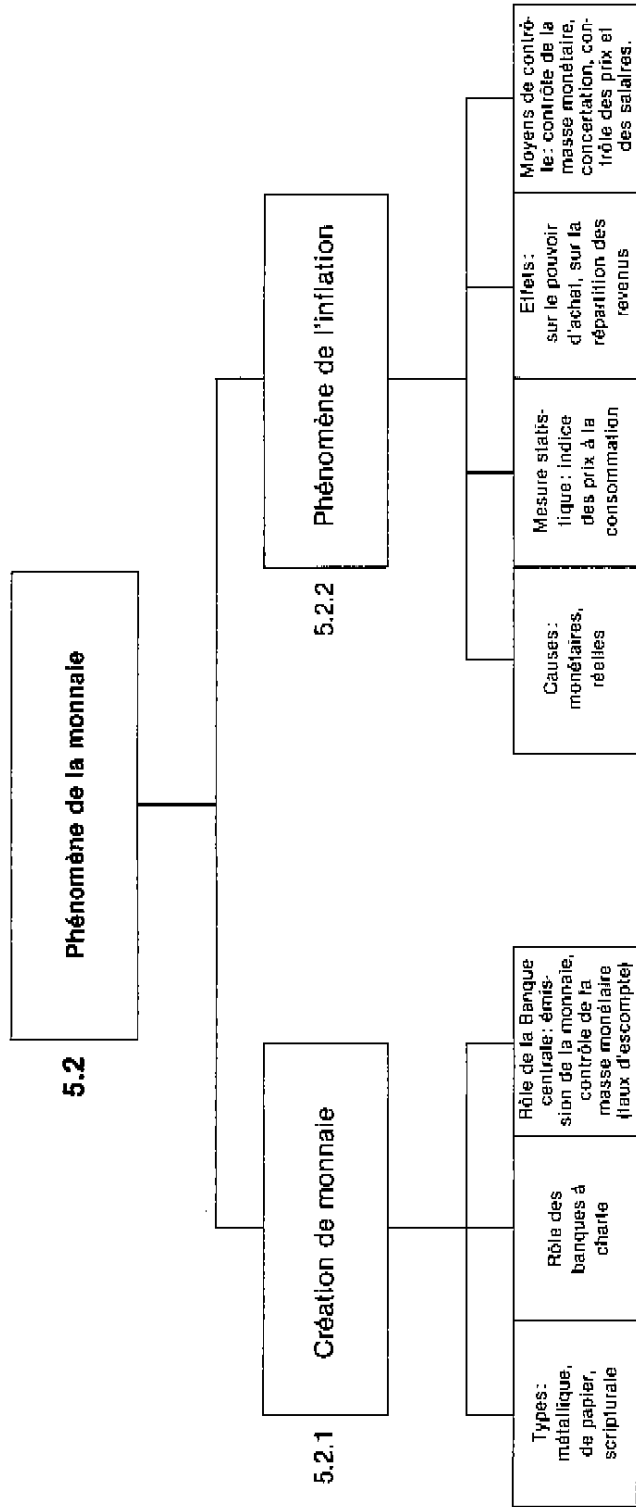 5.2
Phénomène de la monnaie
5.2.1
Création de monnaie
Types:
métallique,
de papier,
scripturale
Rôle des
banques à
charte
Rôle de la Banque
centrale: émis-
sion de la monnaie,
contrôle de la
masse monétaire
(taux d'escompte)
5.2.2
Phénomène de l'inflation
Causes:
monétaires,
réelles
Mesure statis-
tique: indice
des prix à la
consommation
Effets:
sur le pouvoir
d'achat, sur la
répartition des
revenus
Moyens de contrô-
le: contrôle de la
masse monétaire,
concertation, con-
trôle des prix et
des salaires.